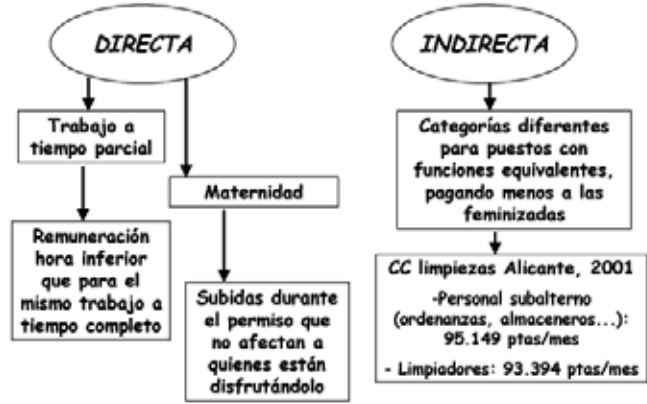 DIRECTA
Trabajo a
tiempo parcial
Remuneración
hora inferior
que para el
mismo trabajo a
tiempo completo
Maternidad
Subidas durante
el permiso que
no afectan a
quienes están
disfrutándolo
INDIRECTA
Categorías diferentes
para puestos con
funciones equivalentes,
pagando menos a las
feminizadas
CC limpiezas Alicante, 2001
-Personal subalterno
(ordenanzas, almaceneros...):
95.149 ptas/mes
- Limpiadores: 93.394 ptas/mes